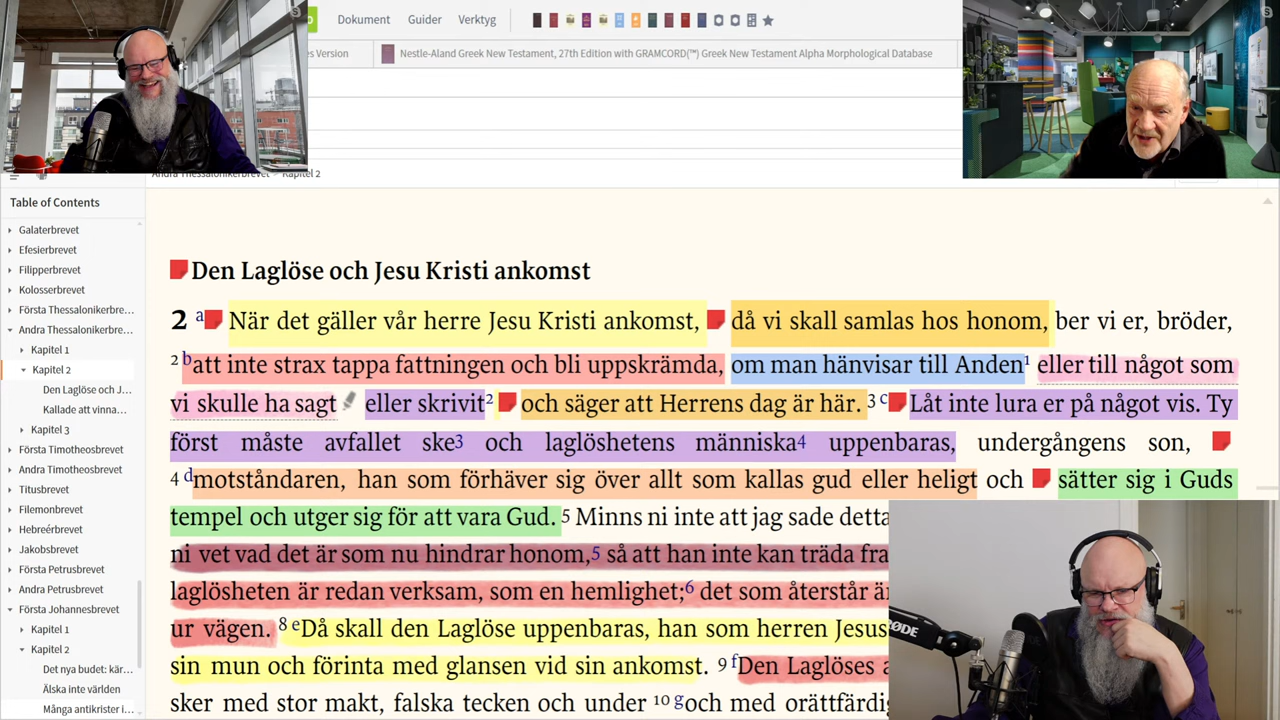 Dokument Guider Verktyg
es Version
Nestle-Aland Greek New Testament, 27th Edition with GRAMCORD(™) Greek New Testament Alpha Morphological Database
Andra Thessalonikerbrevet Kapitel 2
Table of Contents
Galaterbrevet
Efesierbrevet
Filipperbrevet
Kolosserbrevet
Första Thessalonikerbre...
Andra Thessalonikerbre...
Kapitel 1
Kapitel 2
Den Laglöse och J...
Kallade att vinna...
Kapitel 3
Första Timotheosbrevet
Andra Timotheosbrevet
Titusbrevet
Filemonbrevet
Hebreérbrevet
Jakobsbrevet
Första Petrusbrevet
Andra Petrusbrevet
Första Johannesbrevet
Kapitel 1
Kapitel 2
Det nya budet: kär...
Älska inte världen
Många antikrister i...
Den Laglöse och Jesu Kristi ankomst
2 a När det gäller vår herre Jesu Kristi ankomst, då vi skall samlas hos honom, ber vi er, bröder,
2 b att inte strax tappa fattningen och bli uppskrämda, om man hänvisar till Anden1 eller till något som
vi skulle ha sagt eller skrivit2 och säger att Herrens dag är här. 3 c Låt inte lura er på något vis. Ty
först måste avfallet ske3 och laglöshetens människa4 uppenbaras, undergångens son,
4 d motståndaren, han som förhäver sig över allt som kallas gud eller heligt och sätter sig i Guds
tempel och utger sig för att vara Gud. 5 Minns ni inte att jag sade detta
ni vet vad det är som nu hindrar honom,5 så att han inte kan träda fra
laglösheten är redan verksam, som en hemlighet;6 det som återstår är
ur vägen. 8 e Då skall den Laglöse uppenbaras, han som herren Jesus
sin mun och förinta med glansen vid sin ankomst. 9 f Den Laglöses a
sker med stor makt, falska tecken och under 10 g och med orättfärdig
RØDE